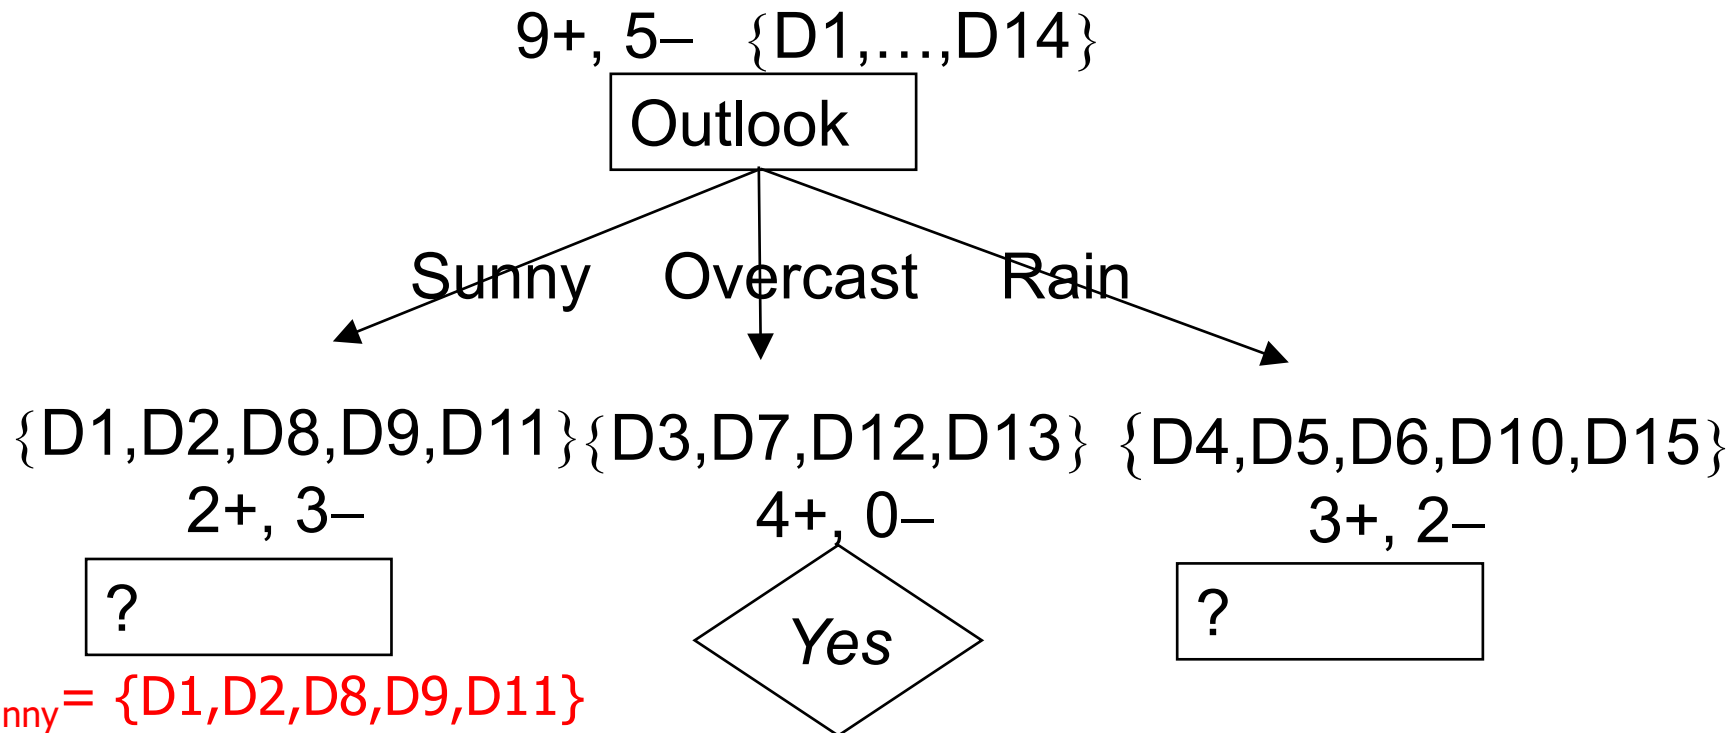 9+, 5– {D1,…,D14}
Outlook
Sunny Overcast Rain
{D1,D2,D8,D9,D11} {D3,D7,D12,D13} {D4,D5,D6,D10,D15}
2+, 3– 4+, 0– 3+, 2–
? Yes ?
nny= {D1,D2,D8,D9,D11}